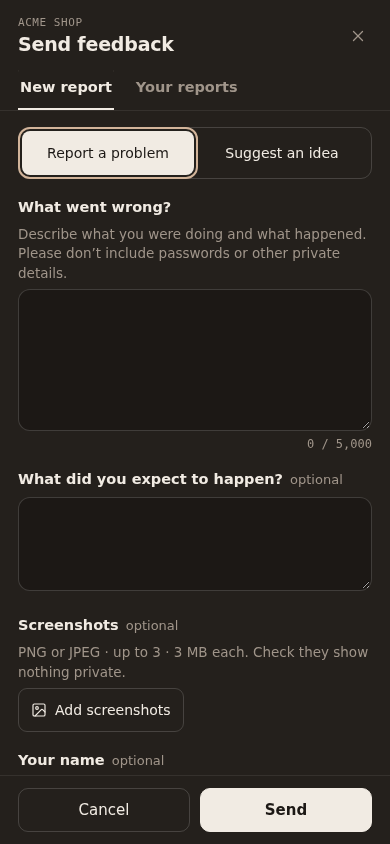 ACME SHOP
Send feedback
New report
Your reports
Report a problem
Suggest an idea
What went wrong?
Describe what you were doing and what happened.
Please don’t include passwords or other private
details.
0 / 5,000
What did you expect to happen? optional
Screenshots optional
PNG or JPEG · up to 3 · 3 MB each. Check they show
nothing private.
Add screenshots
Your name optional
Cancel
Send